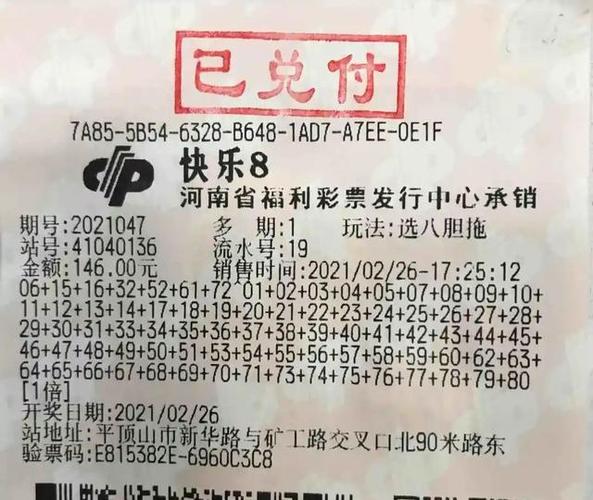 已兑付
7A85-5B54-6328-B648-1AD7-A7EE-0E1F
快乐8
河南省福利彩票发行中心承销
期号:2021047 多 期:1 玩法:选八胆拖
站号:41040136 流水号:19
金额:146.00元 销售时间:2021/02/26-17:25:12
06+15+16+32+52+61+72^01+02+03+04+05+07+08+09+10+
11+12+13+14+17+18+19+20+21+22+23+24+25+26+27+28+
29+30+31+33+34+35+36+37+38+39+40+41+42+43+44+45+
46+47+48+49+50+51+53+54+55+56+57+58+59+60+62+63+
64+65+66+67+68+69+70+71+73+74+75+76+77+78+79+80
[1倍]
开奖日期:2021/02/26
站地址:平顶山市新华路与矿工路交叉口北90米路东
验票码:E815382E-6960C3C8